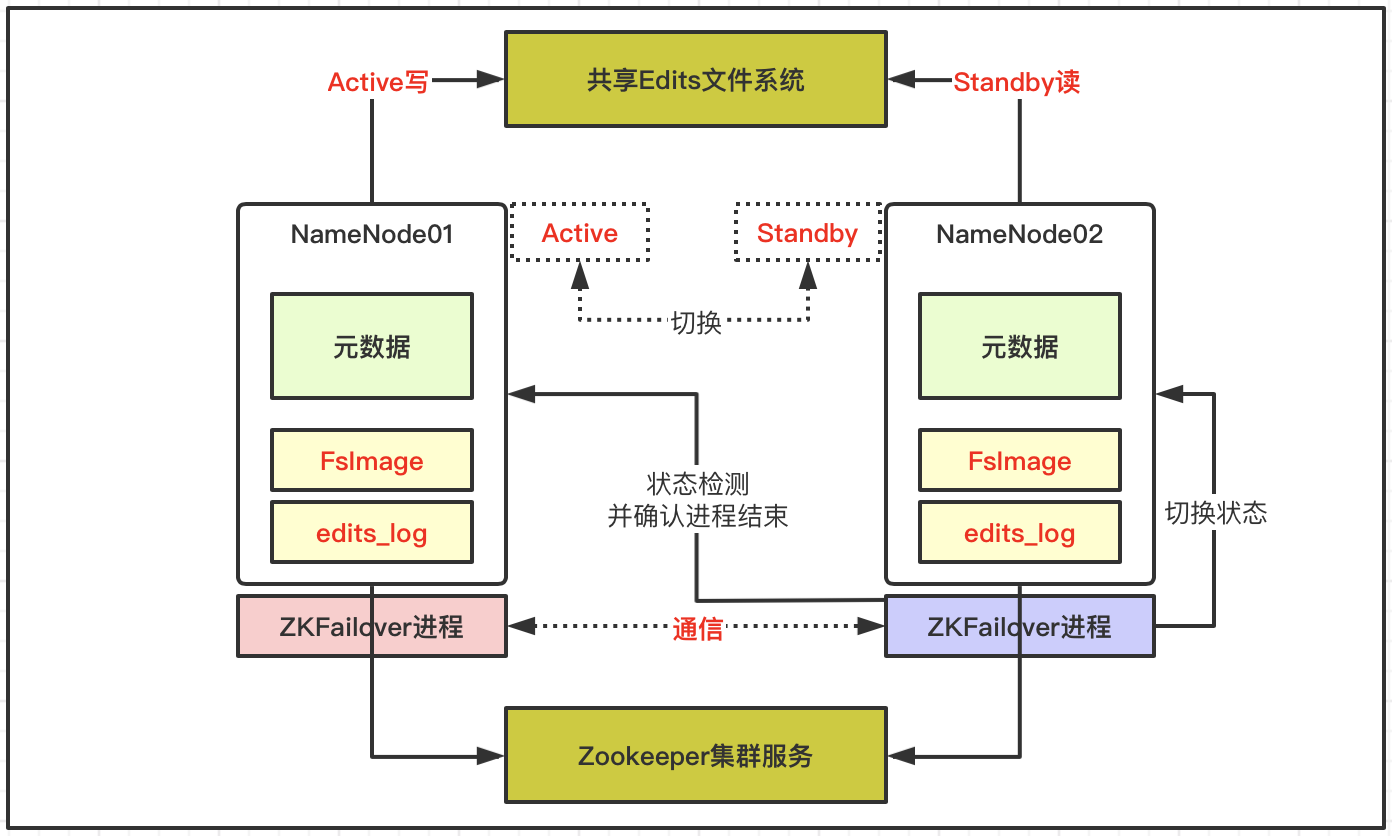 Active写
共享Edits文件系统
Standby读
NameNode01
Active
Standby
NameNode02
切换
元数据
元数据
FsImage
FsImage
状态检测
并确认进程结束
切换状态
edits_log
edits_log
ZKFailover进程
通信
ZKFailover进程
Zookeeper集群服务